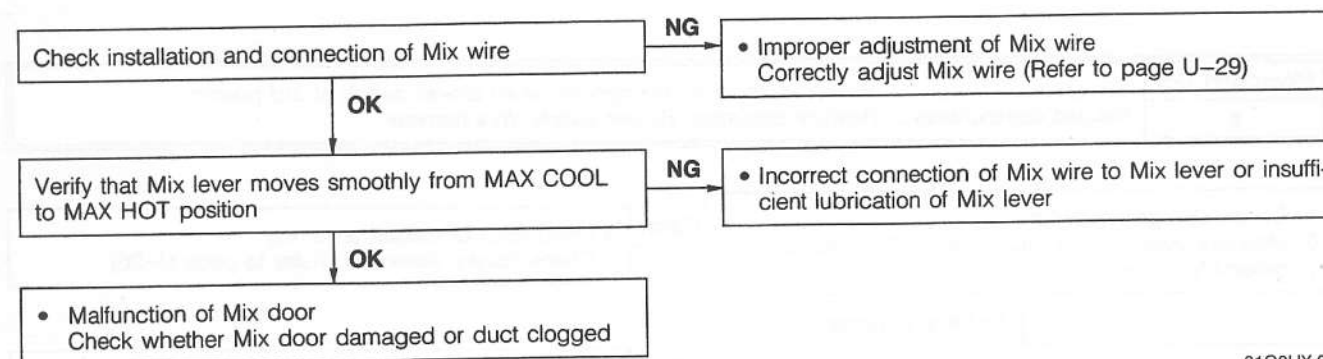 Check installation and connection of Mix wire
NG
• Improper adjustment of Mix wire
Correctly adjust Mix wire (Refer to page U–29)
OK
Verify that Mix lever moves smoothly from MAX COOL
to MAX HOT position
NG
• Incorrect connection of Mix wire to Mix lever or insuffi-
cient lubrication of Mix lever
OK
• Malfunction of Mix door
Check whether Mix door damaged or duct clogged